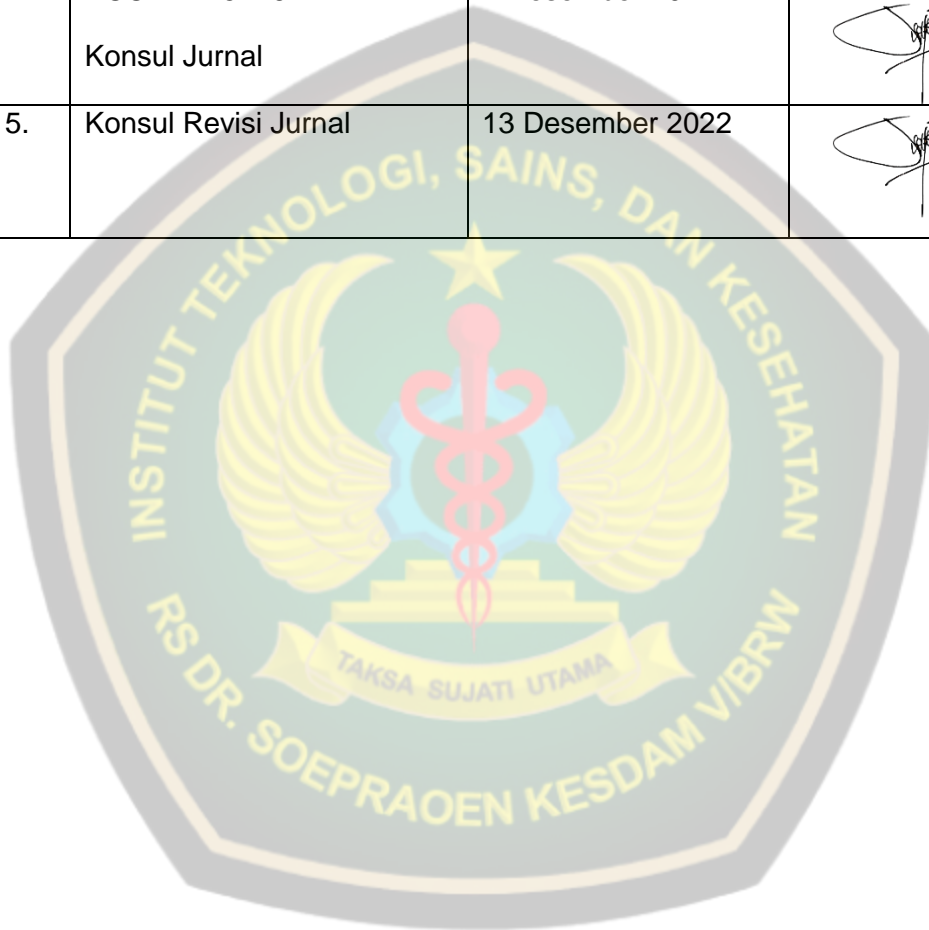 Konsul Jurnal
5. Konsul Revisi Jurnal 13 Desember 2022
INSTITUT TEKNOLOGI, SAINS, DAN KESEHATAN
TAKSA SUJATI UTAMA
RS DR. SOEPRAOEN KESDAM V/BRW